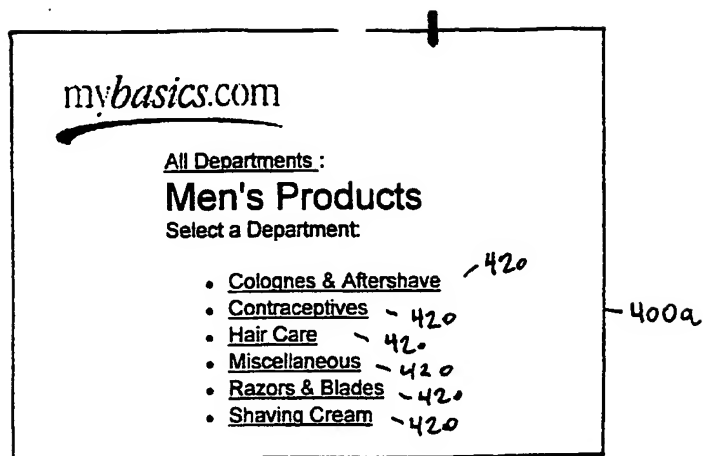 mybasics.com
All Departments :
Men's Products
Select a Department:
• Colognes & Aftershave 420
• Contraceptives 420
• Hair Care 420
• Miscellaneous 420
• Razors & Blades 420
• Shaving Cream 420
400a